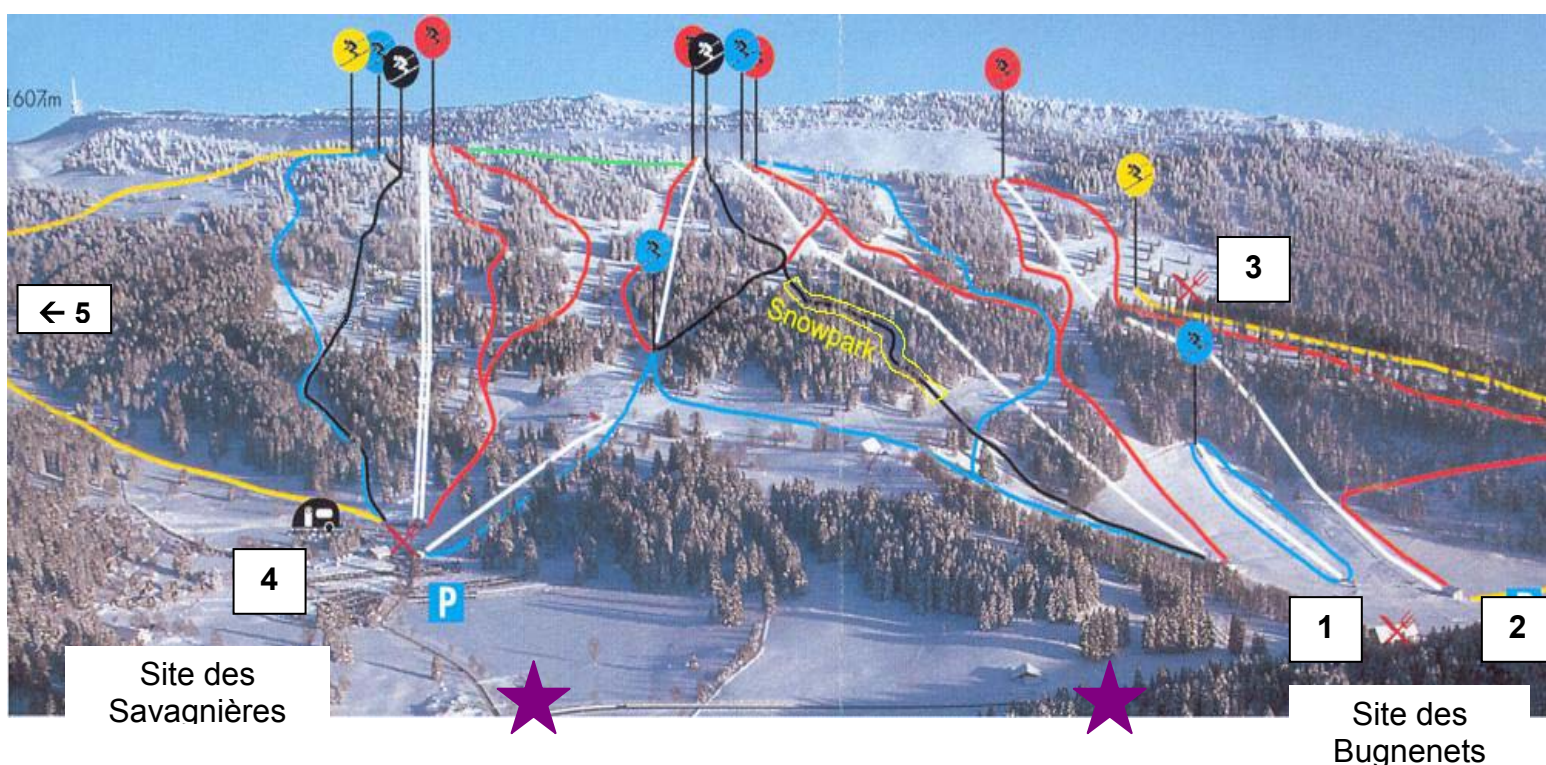 1607m
3
← 5
Snowpark
4
P
1
2
Site des
Savagnières
Site des
Bugnenets